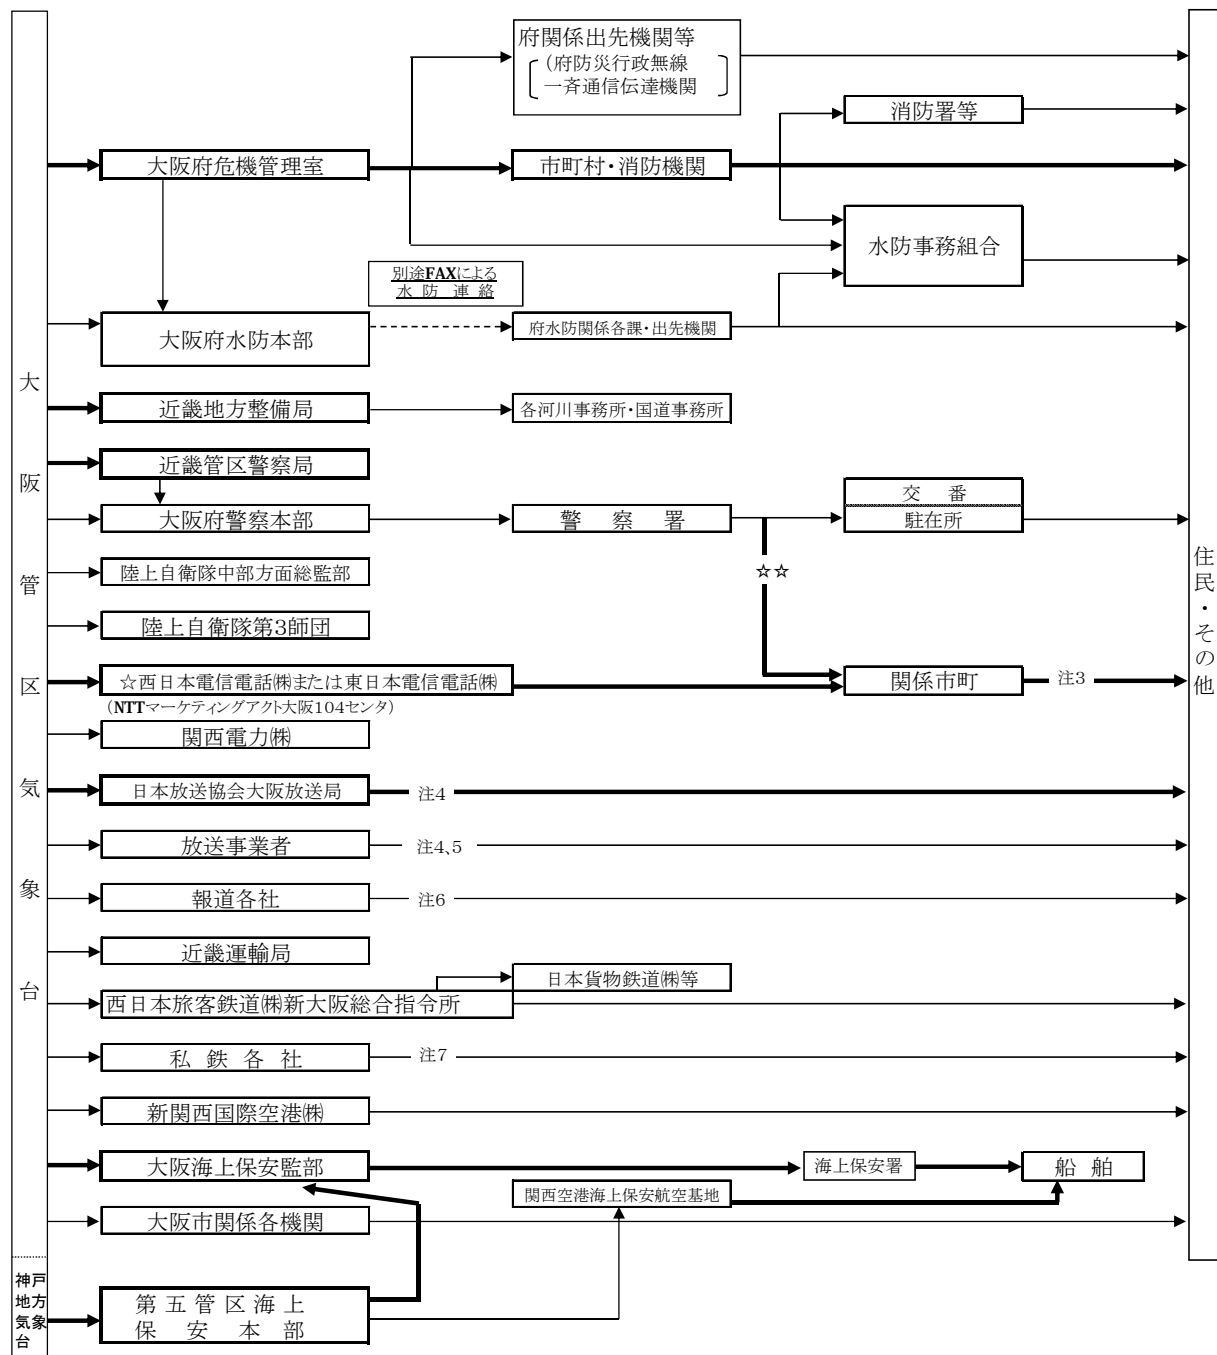 大阪管区気象台
神戸
地方
気象
台
府関係出先機関等
(府防災行政無線
一斉通信伝達機関
消防署等
大阪府危機管理室
市町村・消防機関
水防事務組合
別途FAXによる
水防連絡
大阪府水防本部
府水防関係各課・出先機関
近畿地方整備局
各河川事務所・国道事務所
近畿管区警察局
大阪府警察本部
警察署
交番
駐在所
陸上自衛隊中部方面総監部
☆☆
陸上自衛隊第3師団
☆西日本電信電話㈱または東日本電信電話㈱
(NTTマーケティングアクト大阪104センタ)
関係市町
注3
関西電力㈱
日本放送協会大阪放送局
注4
放送事業者
注4、5
報道各社
注6
近畿運輸局
日本貨物鉄道㈱等
西日本旅客鉄道㈱新大阪総合指令所
私鉄各社
注7
新関西国際空港㈱
大阪海上保安監部
海上保安署
船舶
関西空港海上保安航空基地
大阪市関係各機関
第五管区海上
保安本部
住民・その他